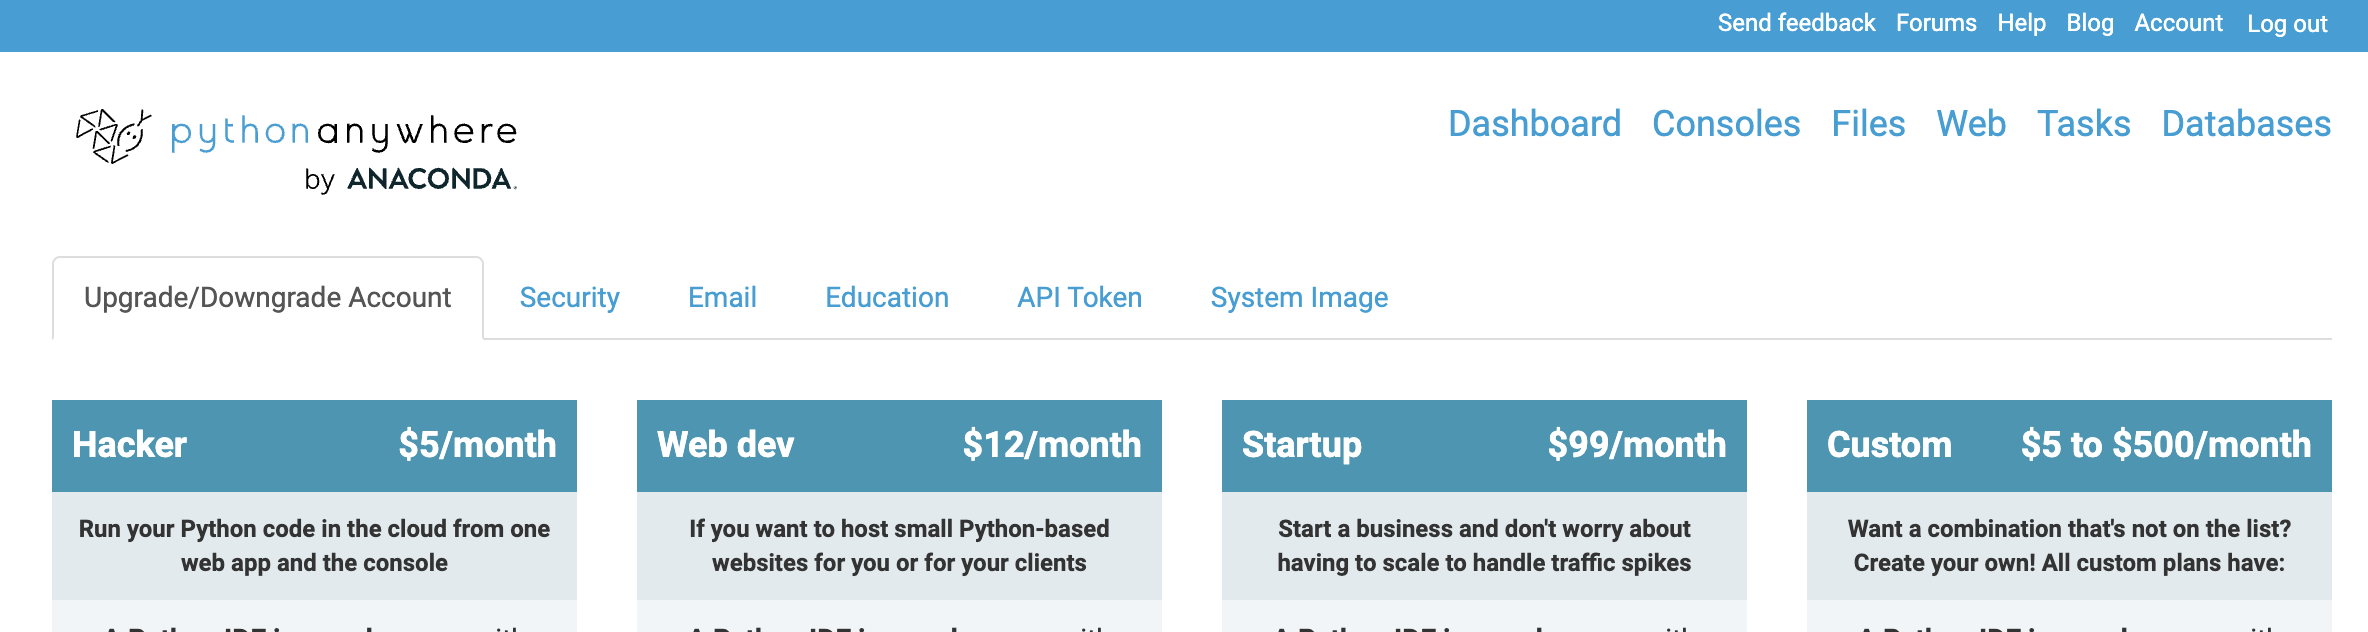 Send feedback Forums Help Blog Account Log out
pythonanywhere
by ANACONDA.
Dashboard Consoles Files Web Tasks Databases
Upgrade/Downgrade Account Security Email Education API Token System Image
Hacker $5/month
Run your Python code in the cloud from one
web app and the console
Web dev $12/month
If you want to host small Python-based
websites for you or for your clients
Startup $99/month
Start a business and don't worry about
having to scale to handle traffic spikes
Custom $5 to $500/month
Want a combination that's not on the list?
Create your own! All custom plans have: